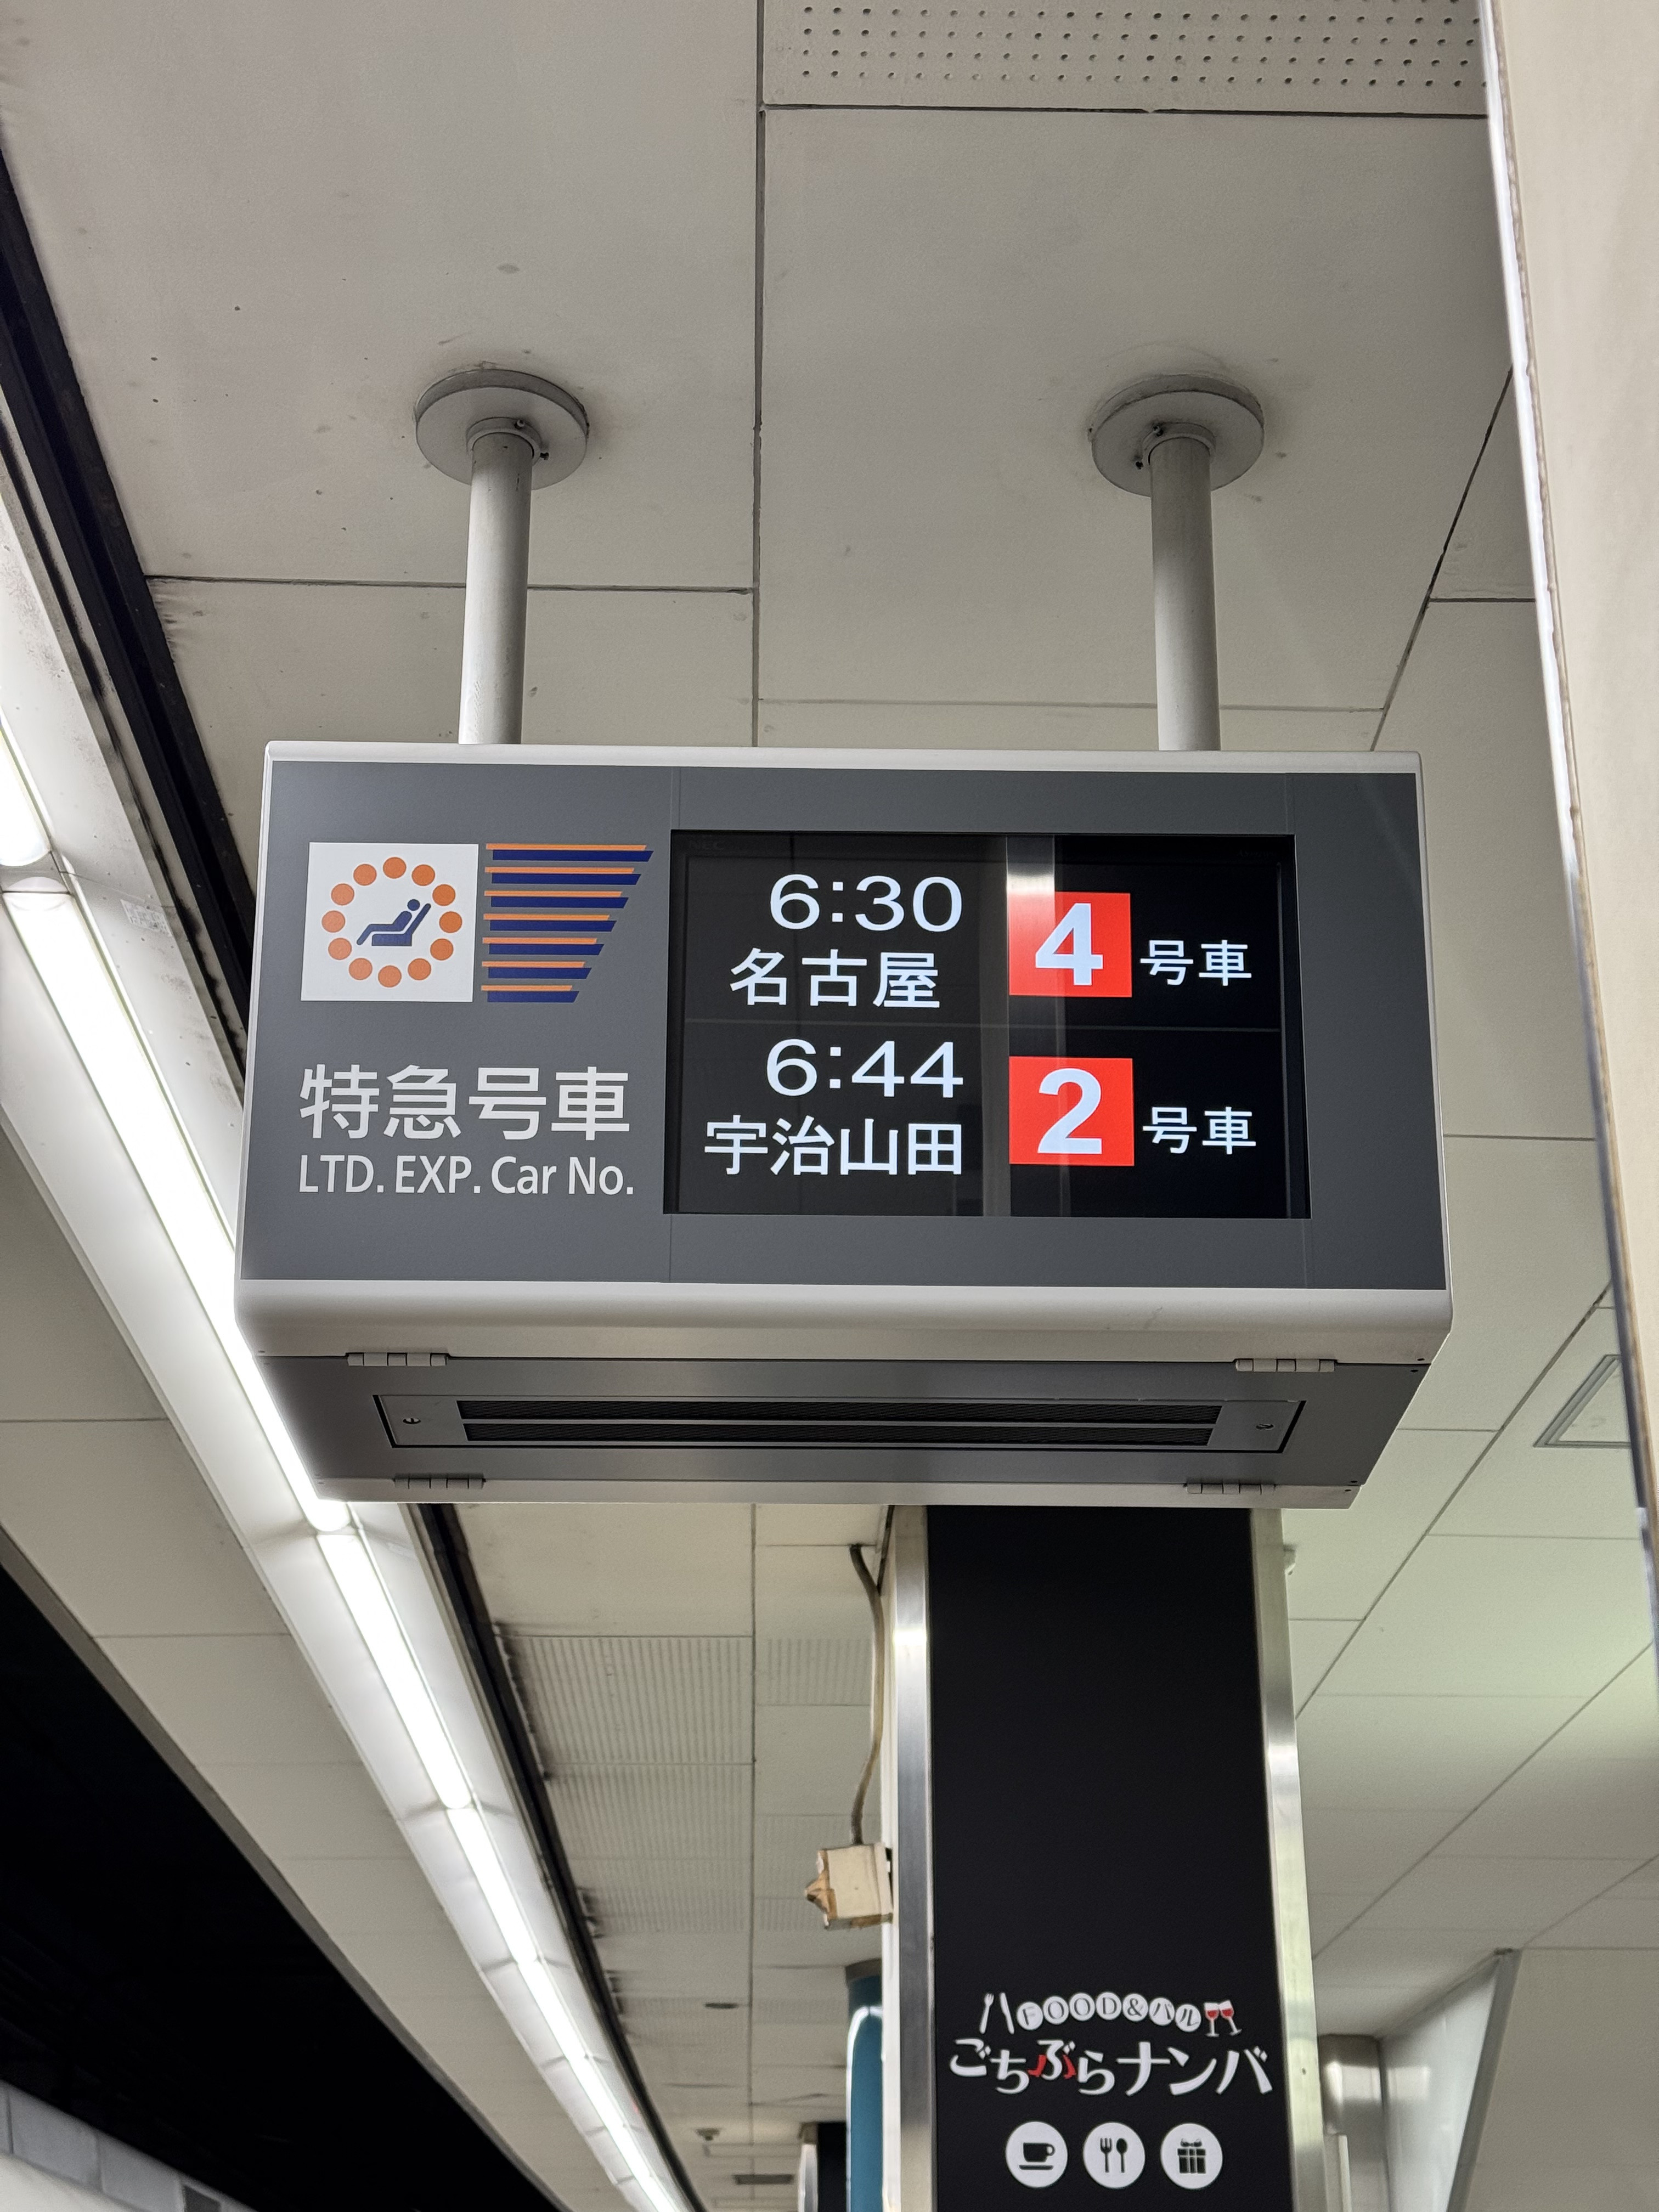 NEC
6:30
名古屋
4号車
6:44
宇治山田
2号車
特急号車
LTD. EXP. Car No.
FOOD&バル
ごちぶらナンバ